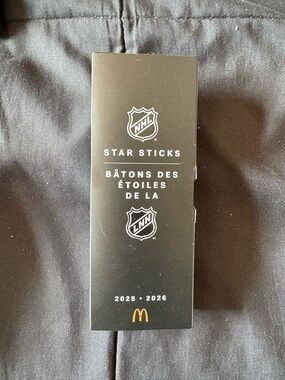 NHL
STAR STICKS
BÂTONS DES
ÉTOILES
DE LA
LNH
2025 • 2026